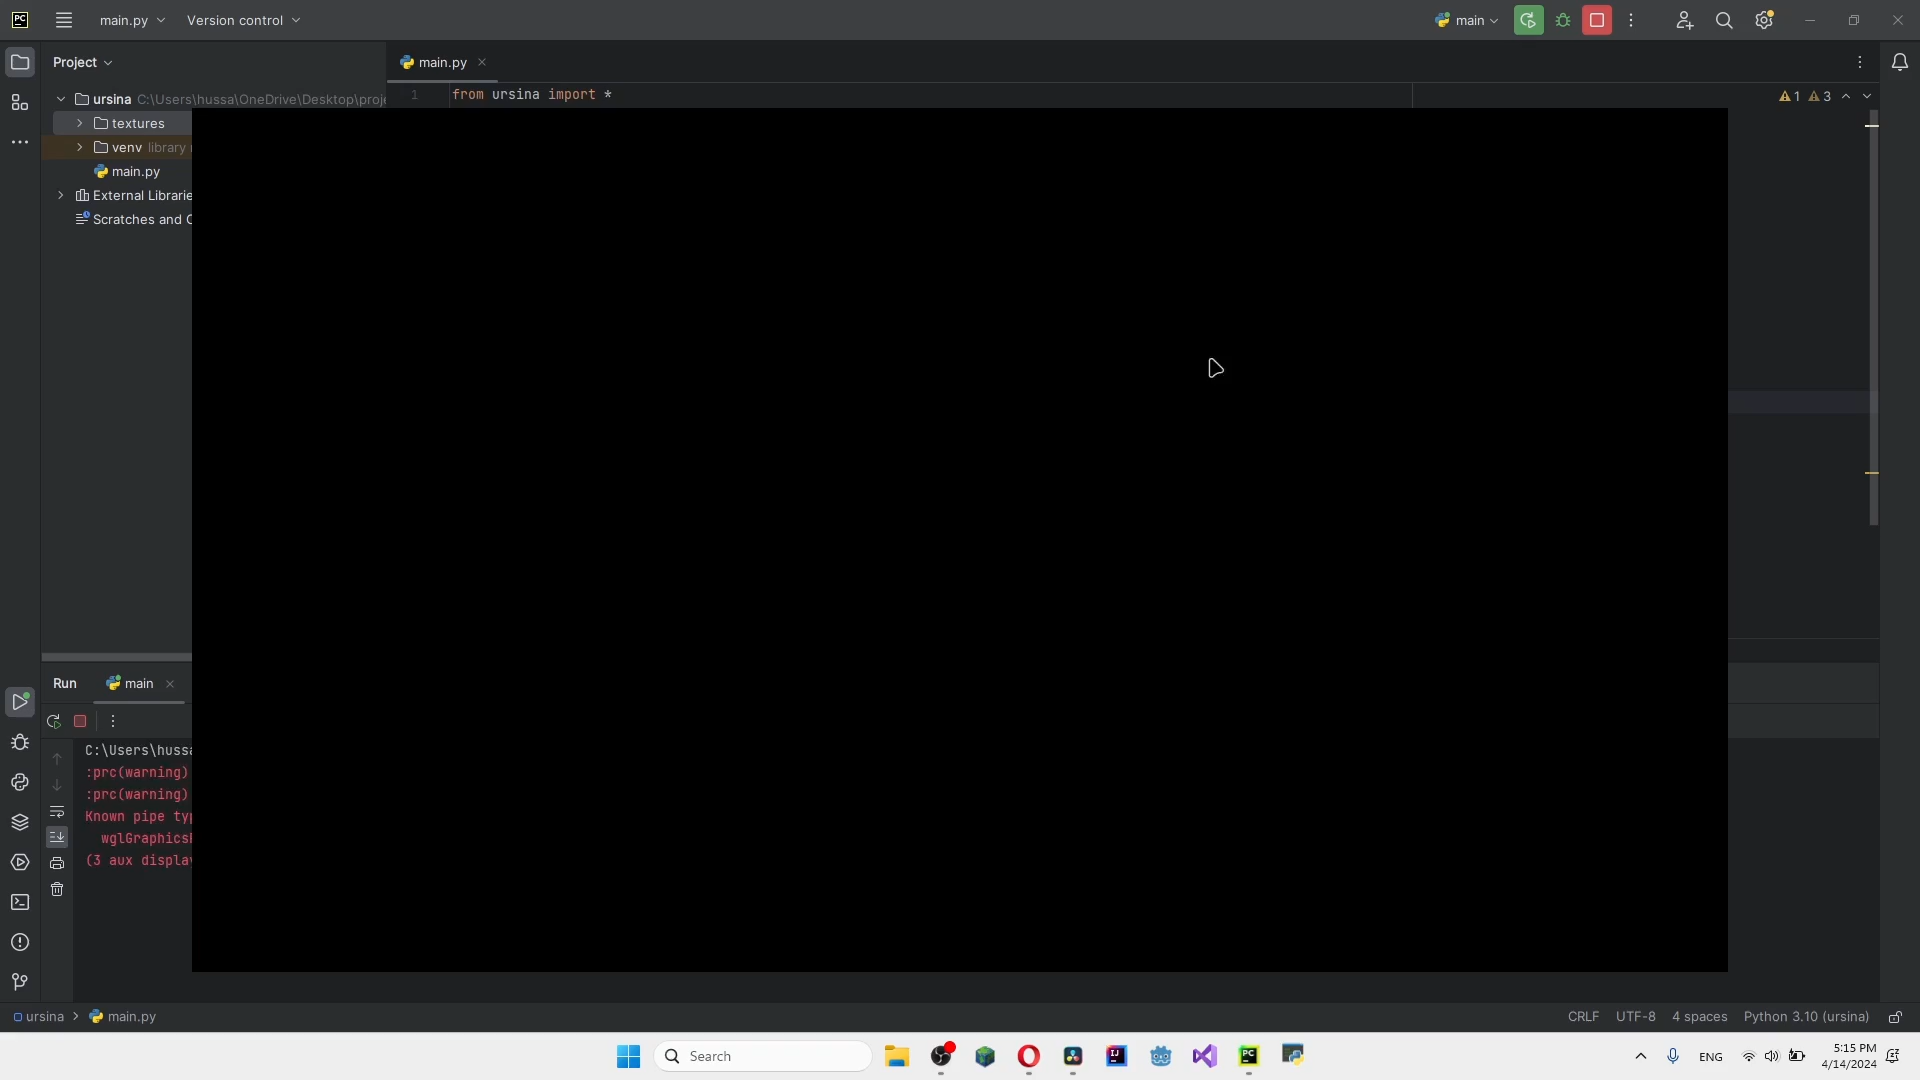 main.py
Version control
main
Project
main.py
ursina C:\Users\hussa\OneDrive\Desktop\proj
1 from ursina import *
1 3
textures
venv library
main.py
External Librarie
Scratches and C
Run main
C:\Users\hussa
:prc(warning)
:prc(warning)
Known pipe typ
wglGraphics
(3 aux display
ursina > main.py
CRLF UTF-8 4 spaces Python 3.10 (ursina)
Search
ENG
5:15 PM
4/14/2024